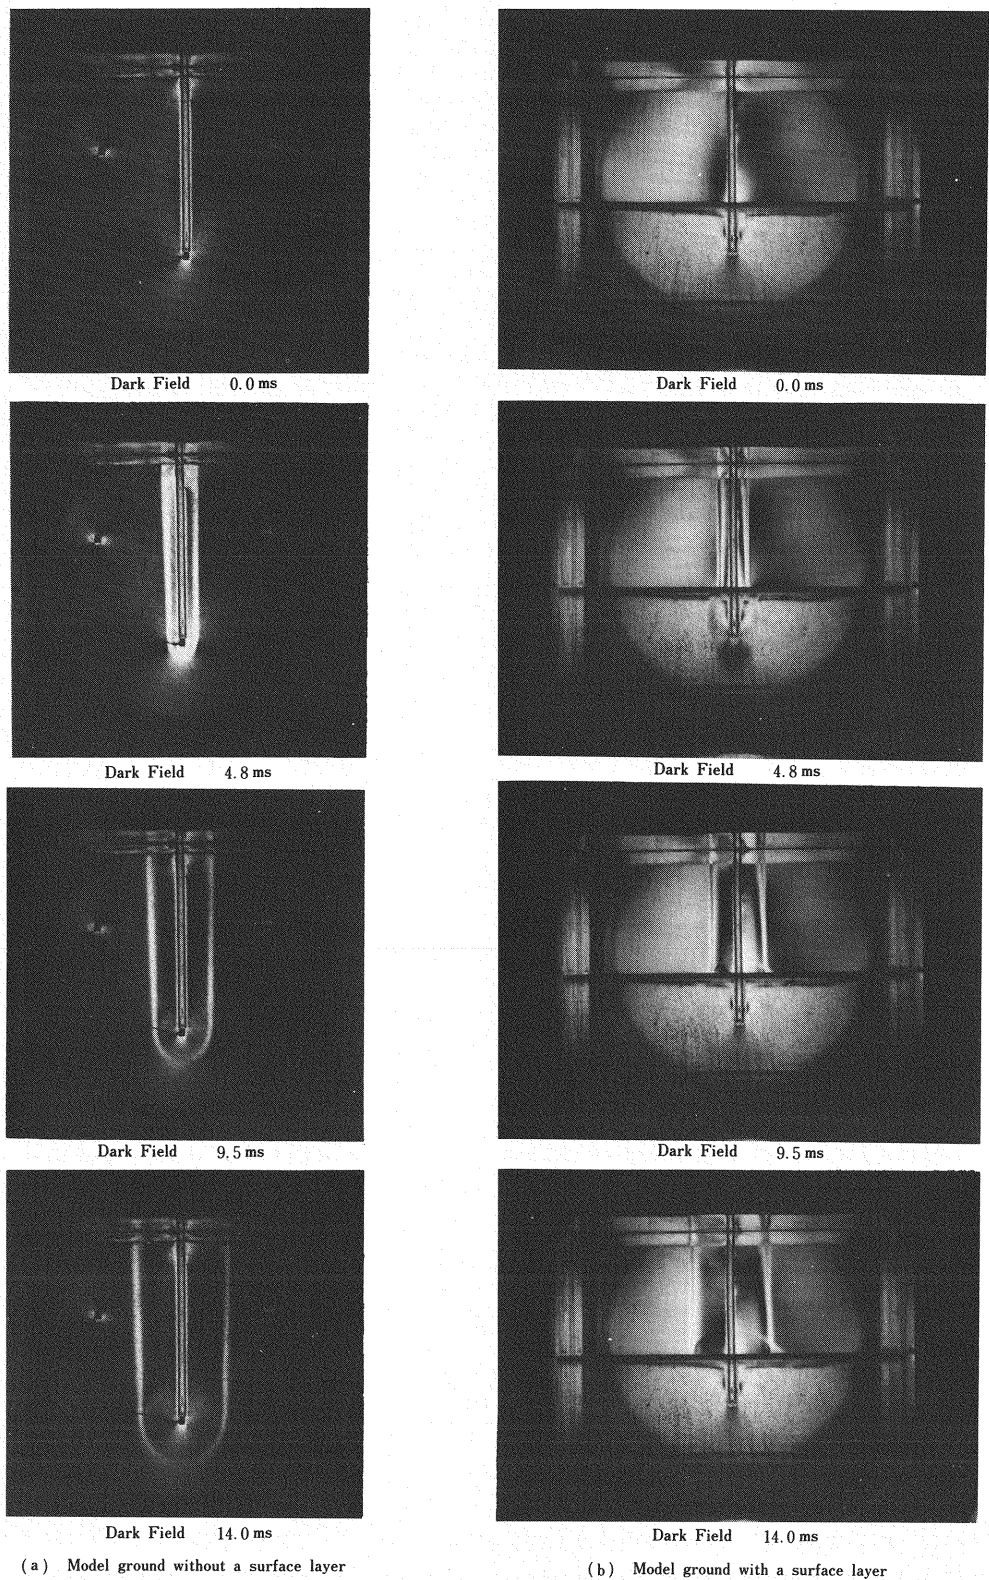 Dark Field 0.0 ms
Dark Field 0.0 ms
Dark Field 4.8 ms
Dark Field 4.8 ms
Dark Field 9.5 ms
Dark Field 9.5 ms
Dark Field 14.0 ms
Dark Field 14.0 ms
(a) Model ground without a surface layer
(b) Model ground with a surface layer